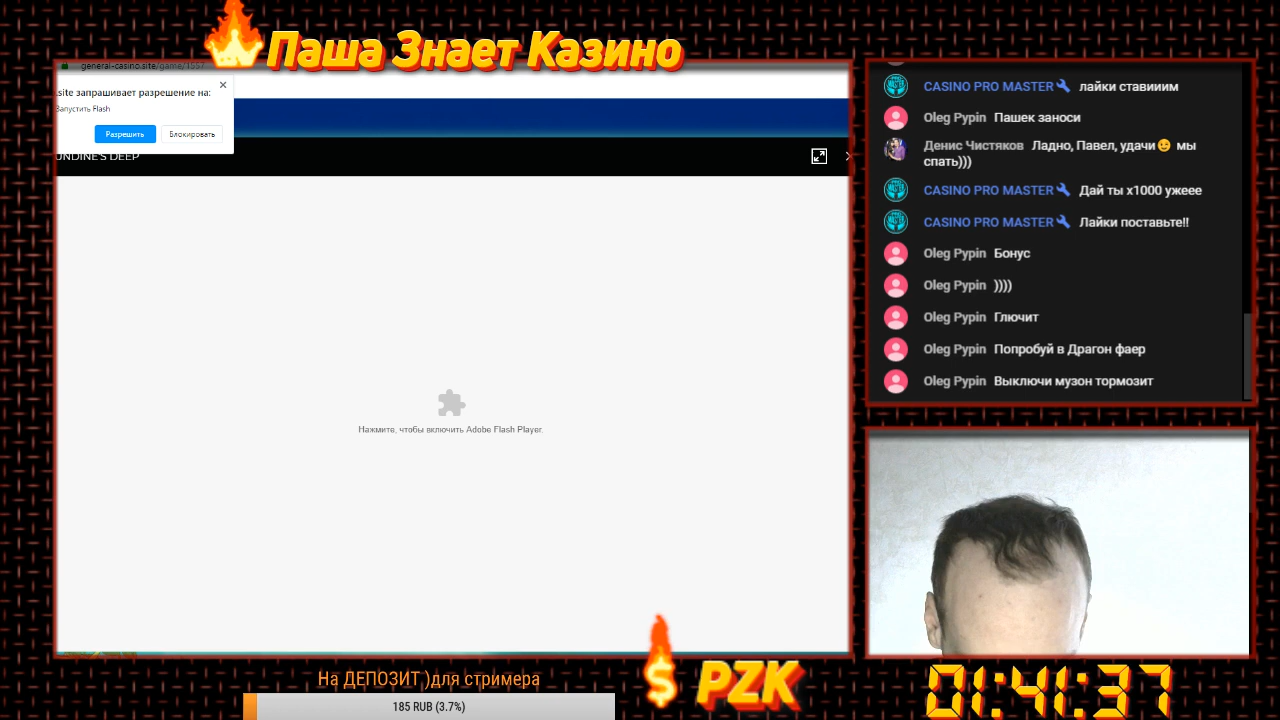 Паша Знает Казино
general-casino.site/game/1557
.site запрашивает разрешение на:
Запустить Flash
Разрешить
Блокировать
UNDINE'S DEEP
Нажмите, чтобы включить Adobe Flash Player.
CASINO PRO MASTER лайки ставииим
Oleg Pypin Пашек заноси
Денис Чистяков Ладно, Павел, удачи😉 мы
спать)))
CASINO PRO MASTER Дай ты х1000 ужеее
CASINO PRO MASTER Лайки поставьте!!
Oleg Pypin Бонус
Oleg Pypin ))))
Oleg Pypin Глючит
Oleg Pypin Попробуй в Драгон фаер
Oleg Pypin Выключи музон тормозит
На ДЕПОЗИТ )для стримера
185 RUB (3.7%)
$ PZK
01:41:37